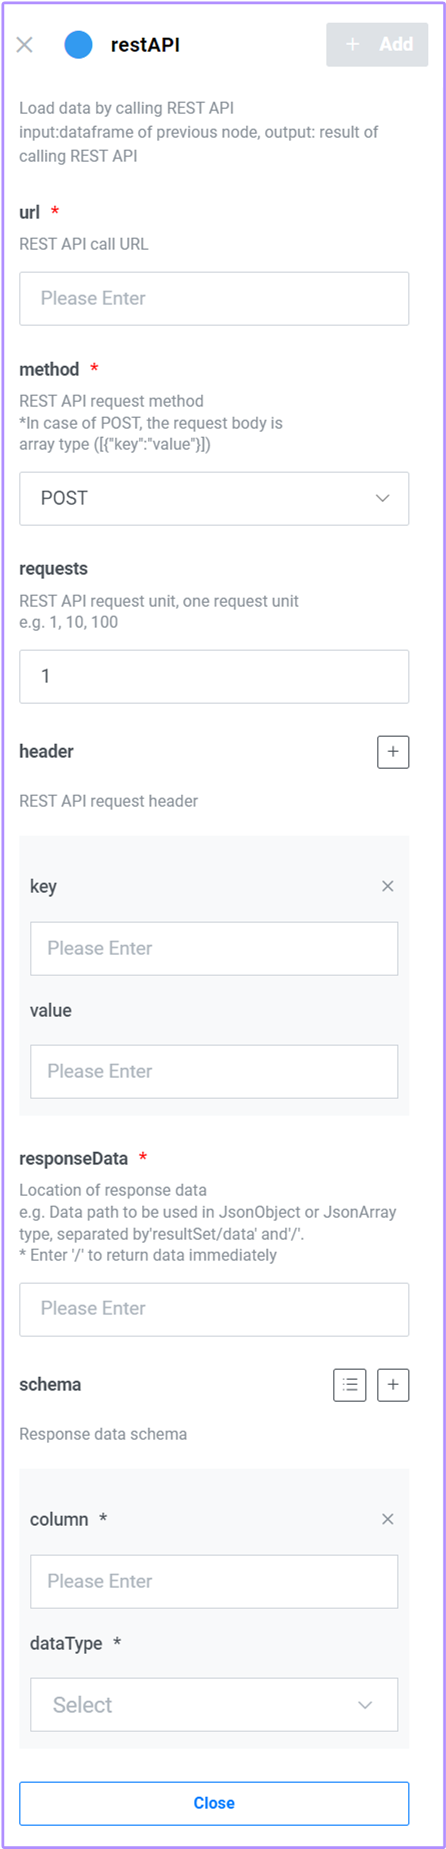 restAPI
+ Add
Load data by calling REST API
input:dataframe of previous node, output: result of
calling REST API
url *
REST API call URL
Please Enter
method *
REST API request method
*In case of POST, the request body is
array type ([{"key":"value"}])
POST
requests
REST API request unit, one request unit
e.g. 1, 10, 100
1
header
REST API request header
key
Please Enter
value
Please Enter
responseData *
Location of response data
e.g. Data path to be used in JsonObject or JsonArray
type, separated by'resultSet/data' and'/'.
* Enter '/' to return data immediately
Please Enter
schema
Response data schema
column *
Please Enter
dataType *
Select
Close